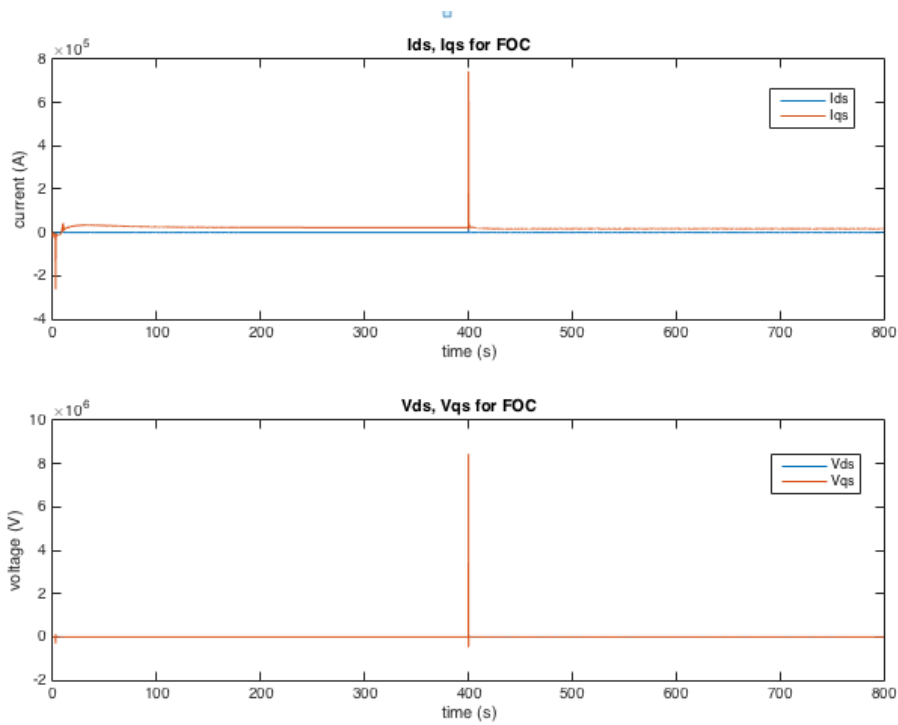 Ids, Iqs for FOC
×10^5
8
6
4
2
0
-2
-4
current (A)
Ids
Iqs
0 100 200 300 400 500 600 700 800
time (s)
Vds, Vqs for FOC
×10^6
10
8
6
4
2
0
-2
voltage (V)
Vds
Vqs
0 100 200 300 400 500 600 700 800
time (s)